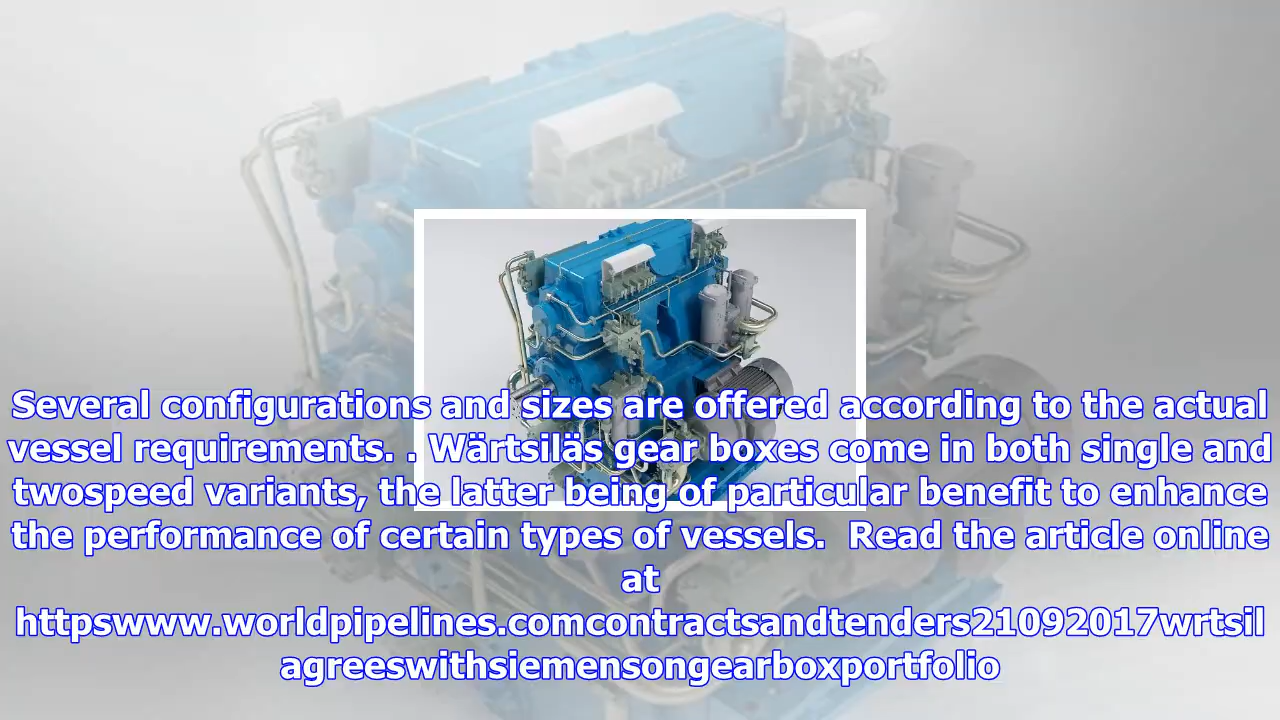 Several configurations and sizes are offered according to the actual
vessel requirements. . Wärtsiläs gear boxes come in both single and
twospeed variants, the latter being of particular benefit to enhance
the performance of certain types of vessels.  Read the article online
at
httpswww.worldpipelines.comcontractsandtenders21092017wrtsil
agreeswithsiemensongearboxportfolio